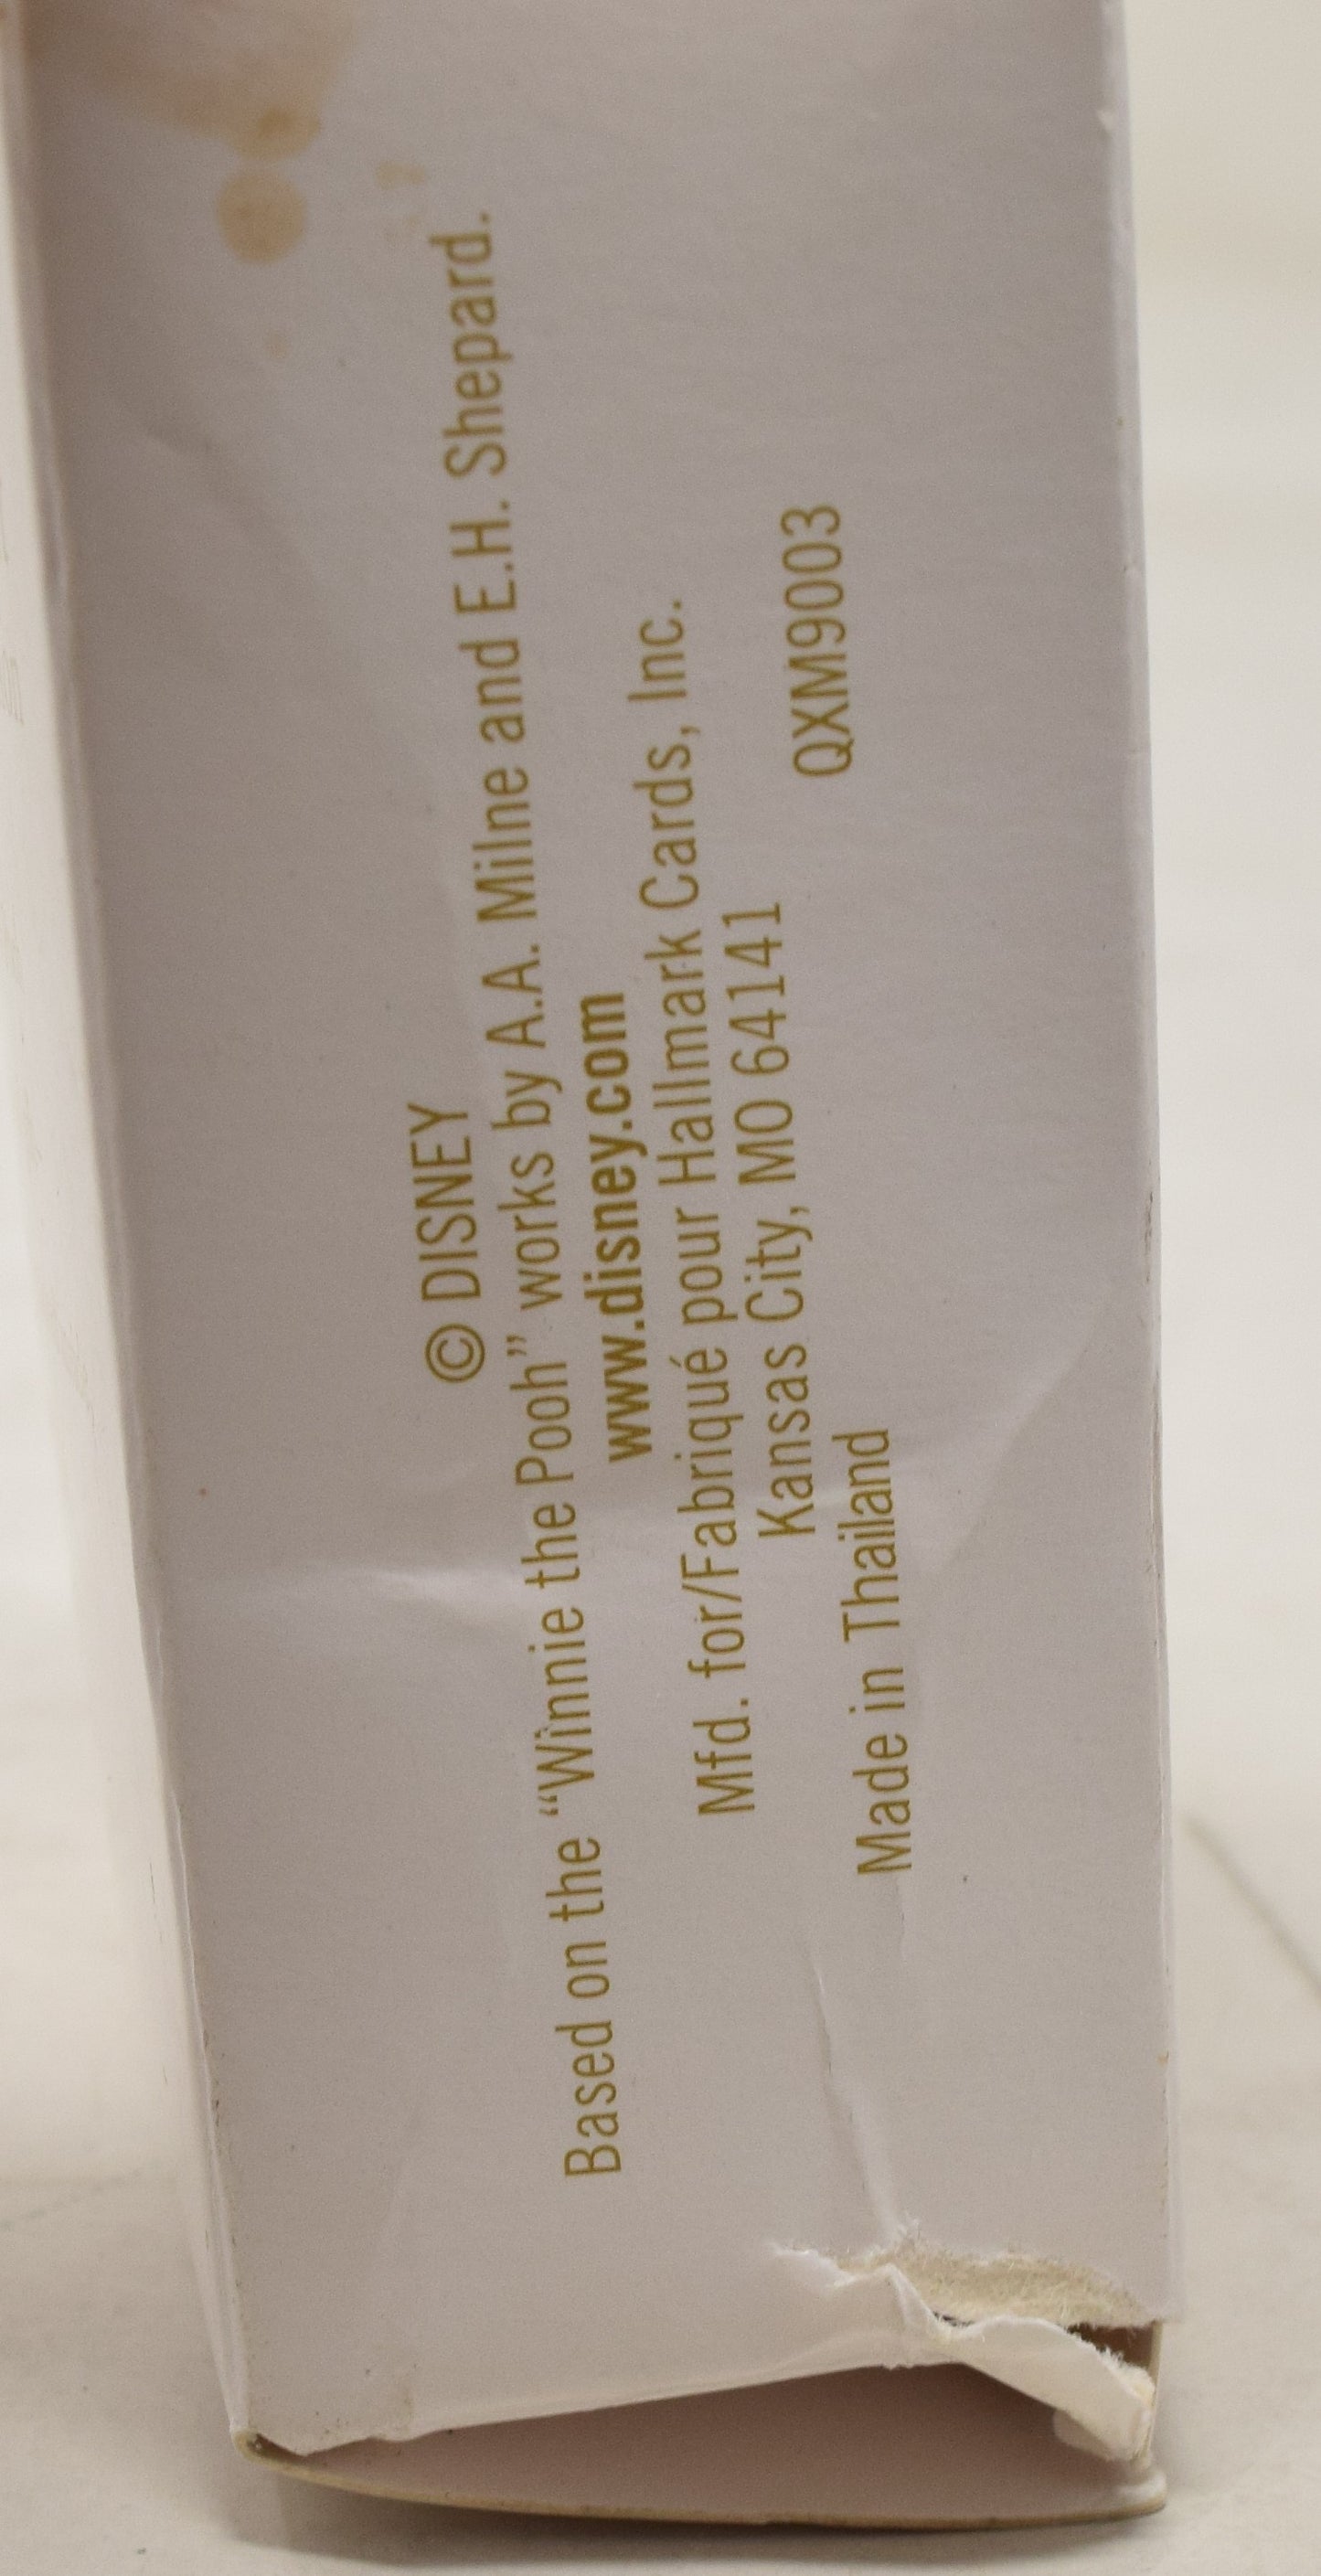 © DISNEY
Based on the “Winnie the Pooh” works by A.A. Milne and E.H. Shepard.
www.disney.com
Mfd. for/Fabriqué pour Hallmark Cards, Inc.
Kansas City, MO 64141
Made in Thailand QXM9003